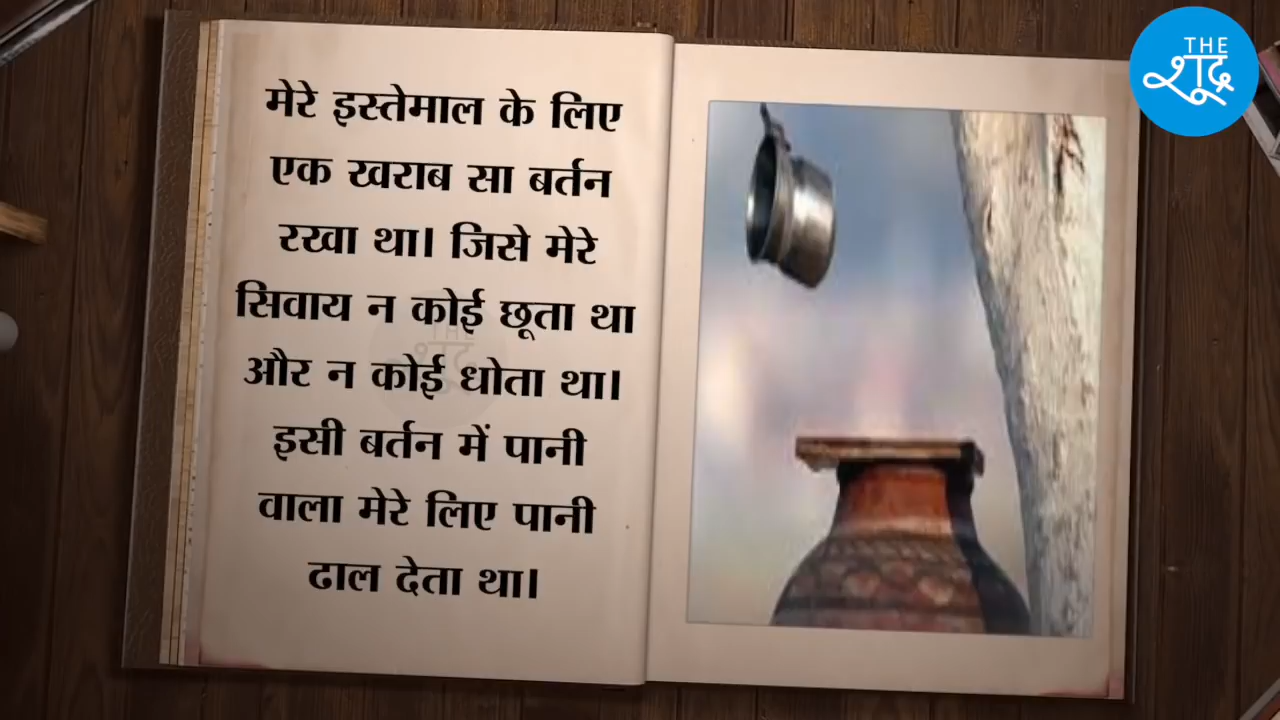 मेरे इस्तेमाल के लिए
एक खराब सा बर्तन
रखा था। जिसे मेरे
सिवाय न कोई छूता था
और न कोई धोता था।
इसी बर्तन में पानी
वाला मेरे लिए पानी
ढाल देता था।
THE
शूद्र